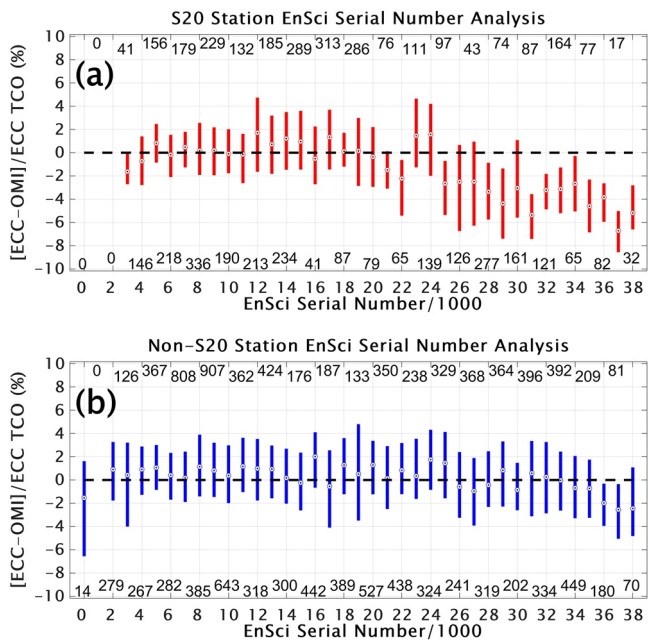 S20 Station EnSci Serial Number Analysis
10
8
6
4
2
0
-2
-4
-6
-8
-10
[ECC-OMI]/ECC TCO (%)
(a)
0 156 229 185 313 76 97 74 164 17
41 179 132 289 286 111 43 87 77
0 218 190 234 87 65 126 161 65 32
0 146 336 213 41 79 139 277 121 82
0 2 4 6 8 10 12 14 16 18 20 22 24 26 28 30 32 34 36 38
EnSci Serial Number/1000
Non-S20 Station EnSci Serial Number Analysis
10
8
6
4
2
0
-2
-4
-6
-8
-10
[ECC-OMI]/ECC TCO (%)
(b)
0 367 907 424 187 350 329 364 392 81
126 808 362 176 133 238 368 396 209
279 282 643 300 389 438 241 202 449 70
14 267 385 318 442 527 324 319 334 180
0 2 4 6 8 10 12 14 16 18 20 22 24 26 28 30 32 34 36 38
EnSci Serial Number/1000